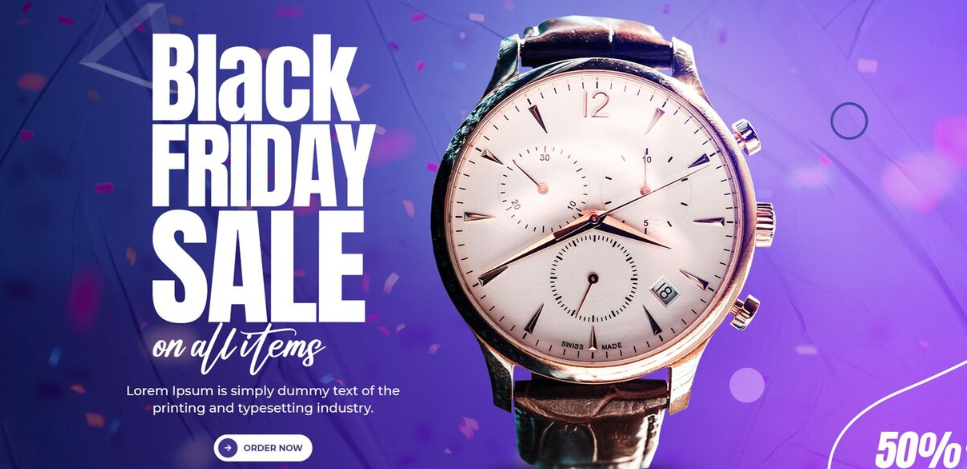 Black
FRIDAY
SALE
on all items
Lorem Ipsum is simply dummy text of the
printing and typesetting industry.
ORDER NOW
12
30
20
10
10
5
18
SWISS MADE
50%